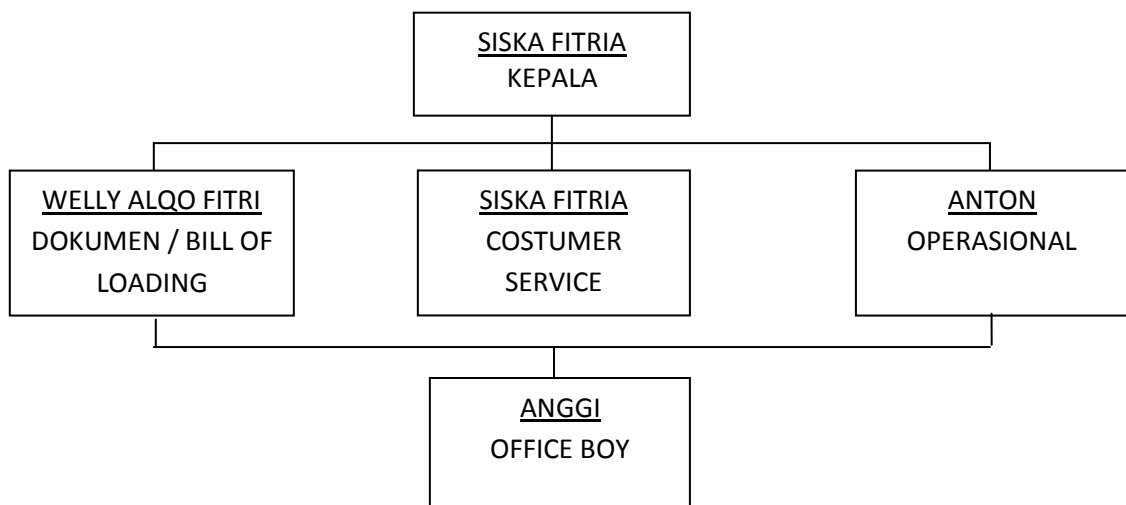 SISKA FITRIA
KEPALA
WELLY ALQO FITRI
DOKUMEN / BILL OF
LOADING
SISKA FITRIA
COSTUMER
SERVICE
ANTON
OPERASIONAL
ANGGI
OFFICE BOY